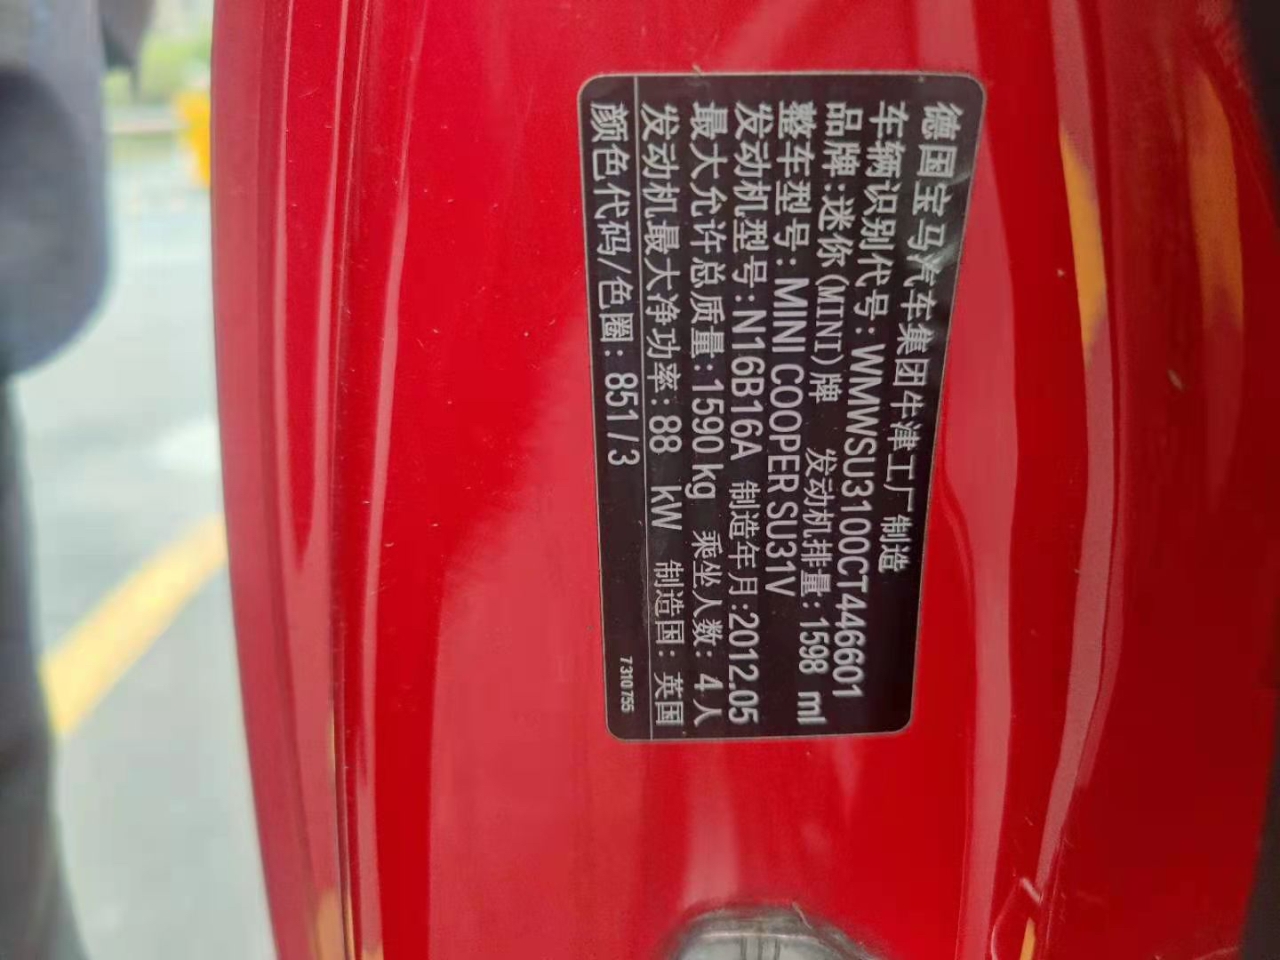 德国宝马汽车集团牛津工厂制造
车辆识别代号: WMWSU3100CT446601
品牌:迷你(MINI)牌 发动机排量:1598 ml
整车型号: MINI COOPER SU31V
发动机型号:N16B16A 制造年月:2012.05
最大允许总质量:1590kg 乘坐人数: 4人
发动机最大净功率: 88 kW 制造国: 英国
颜色代码/色圈: 851/3
7310755